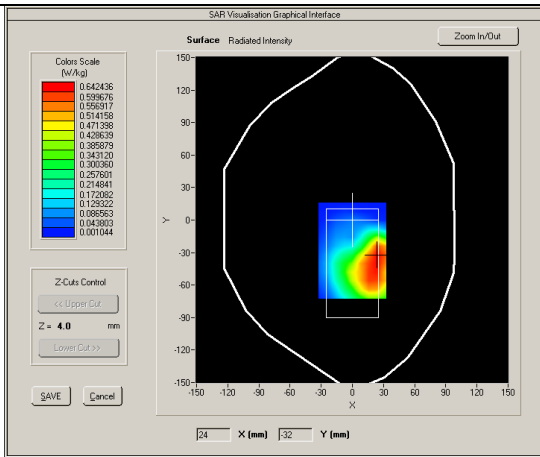 SAR Visualisation Graphical Interface
Surface Radiated Intensity
Zoom In/Out
Colors Scale
(W/kg)
0.642436
0.599676
0.556917
0.514158
0.471398
0.428639
0.385879
0.343120
0.300360
0.257601
0.214841
0.172082
0.129322
0.086563
0.043803
0.001044
Z-Cuts Control
<< Upper Cut
Z = 4.0 mm
Lower Cut >>
SAVE Cancel
150
120
90
60
30
0
-30
-60
-90
-120
-150
Y
-150 -120 -90 -60 -30 0 30 60 90 120 150
X
24 X (mm) -32 Y (mm)